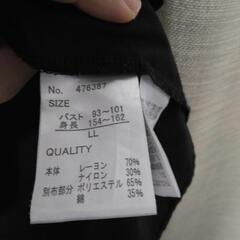 No. 476387
SIZE
バスト 93〜101
身長 154〜162
LL
QUALITY
本体 レーヨン 70%
ナイロン 30%
別布部分 ポリエステル 65%
綿 35%